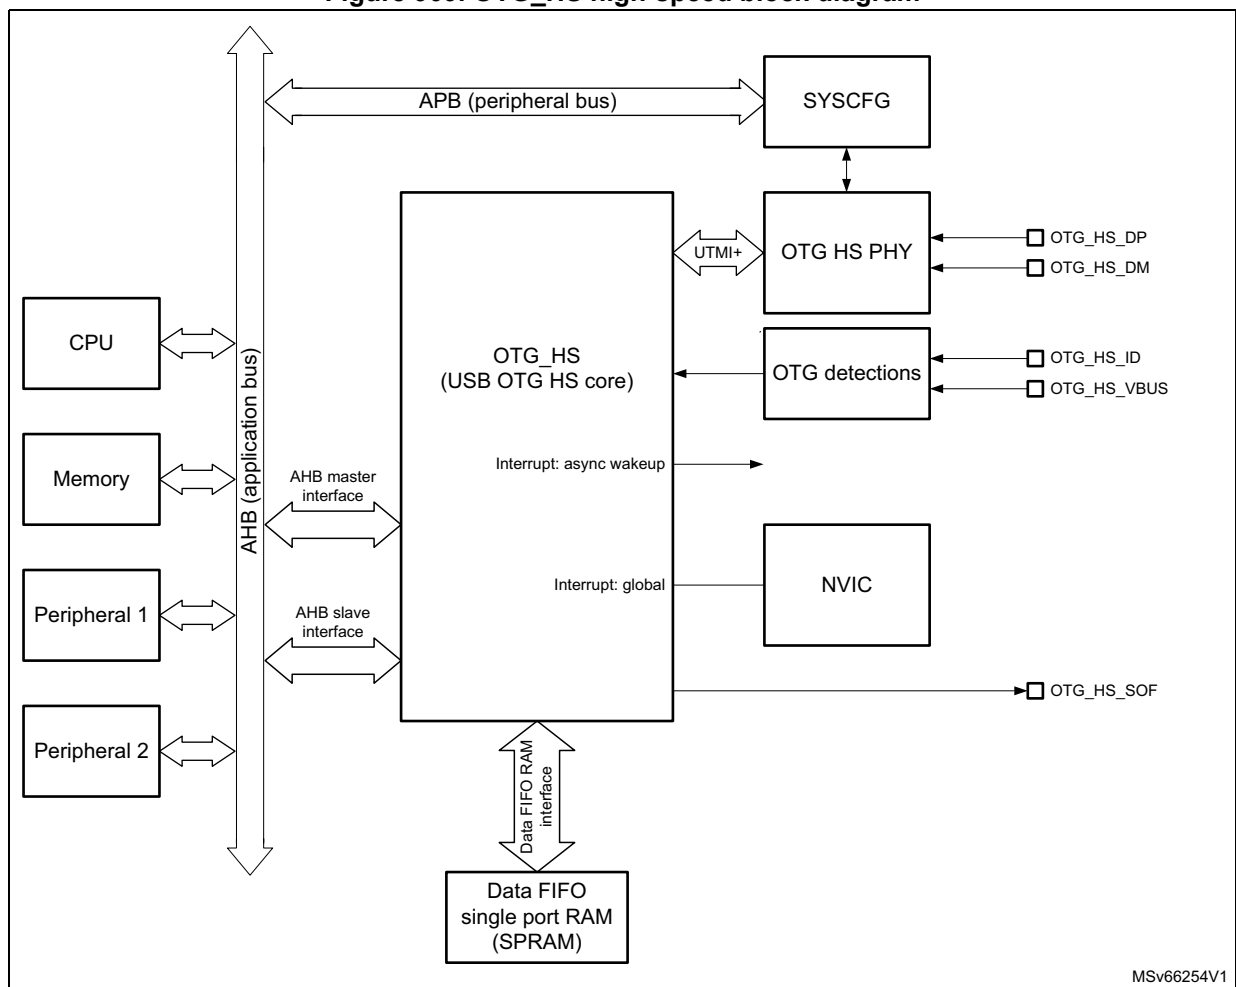 APB (peripheral bus)
SYSCFG
OTG_HS
(USB OTG HS core)
UTMI+
OTG HS PHY
OTG_HS_DP
OTG_HS_DM
CPU
OTG detections
OTG_HS_ID
OTG_HS_VBUS
AHB (application bus)
Memory
AHB master
interface
Interrupt: async wakeup
Peripheral 1
AHB slave
interface
Interrupt: global
NVIC
OTG_HS_SOF
Peripheral 2
Data FIFO RAM
interface
Data FIFO
single port RAM
(SPRAM)
MSv66254V1